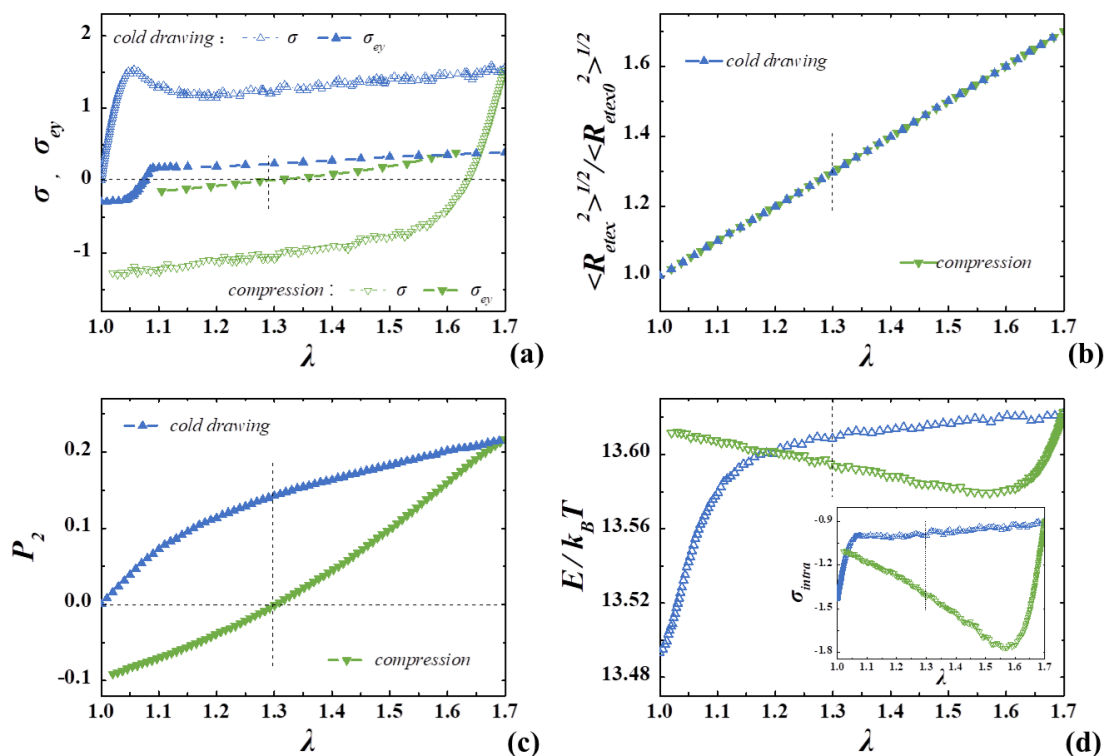 cold drawing : σ σey
2
1
0
-1
σ , σey
compression : σ σey
1.0 1.1 1.2 1.3 1.4 1.5 1.6 1.7
λ (a)
cold drawing
1.6
1.4
1.2
1.0
<Retex²>^1/2/<Retex0²>^1/2
compression
1.0 1.1 1.2 1.3 1.4 1.5 1.6 1.7
λ (b)
cold drawing
0.2
0.1
0.0
-0.1
P2
compression
1.0 1.1 1.2 1.3 1.4 1.5 1.6 1.7
λ (c)
13.60
13.56
13.52
13.48
E / kBT
-0.9
-1.2
-1.5
-1.8
σintra
1.0 1.1 1.2 1.3 1.4 1.5 1.6 1.7
λ
1.0 1.1 1.2 1.3 1.4 1.5 1.6 1.7
λ (d)